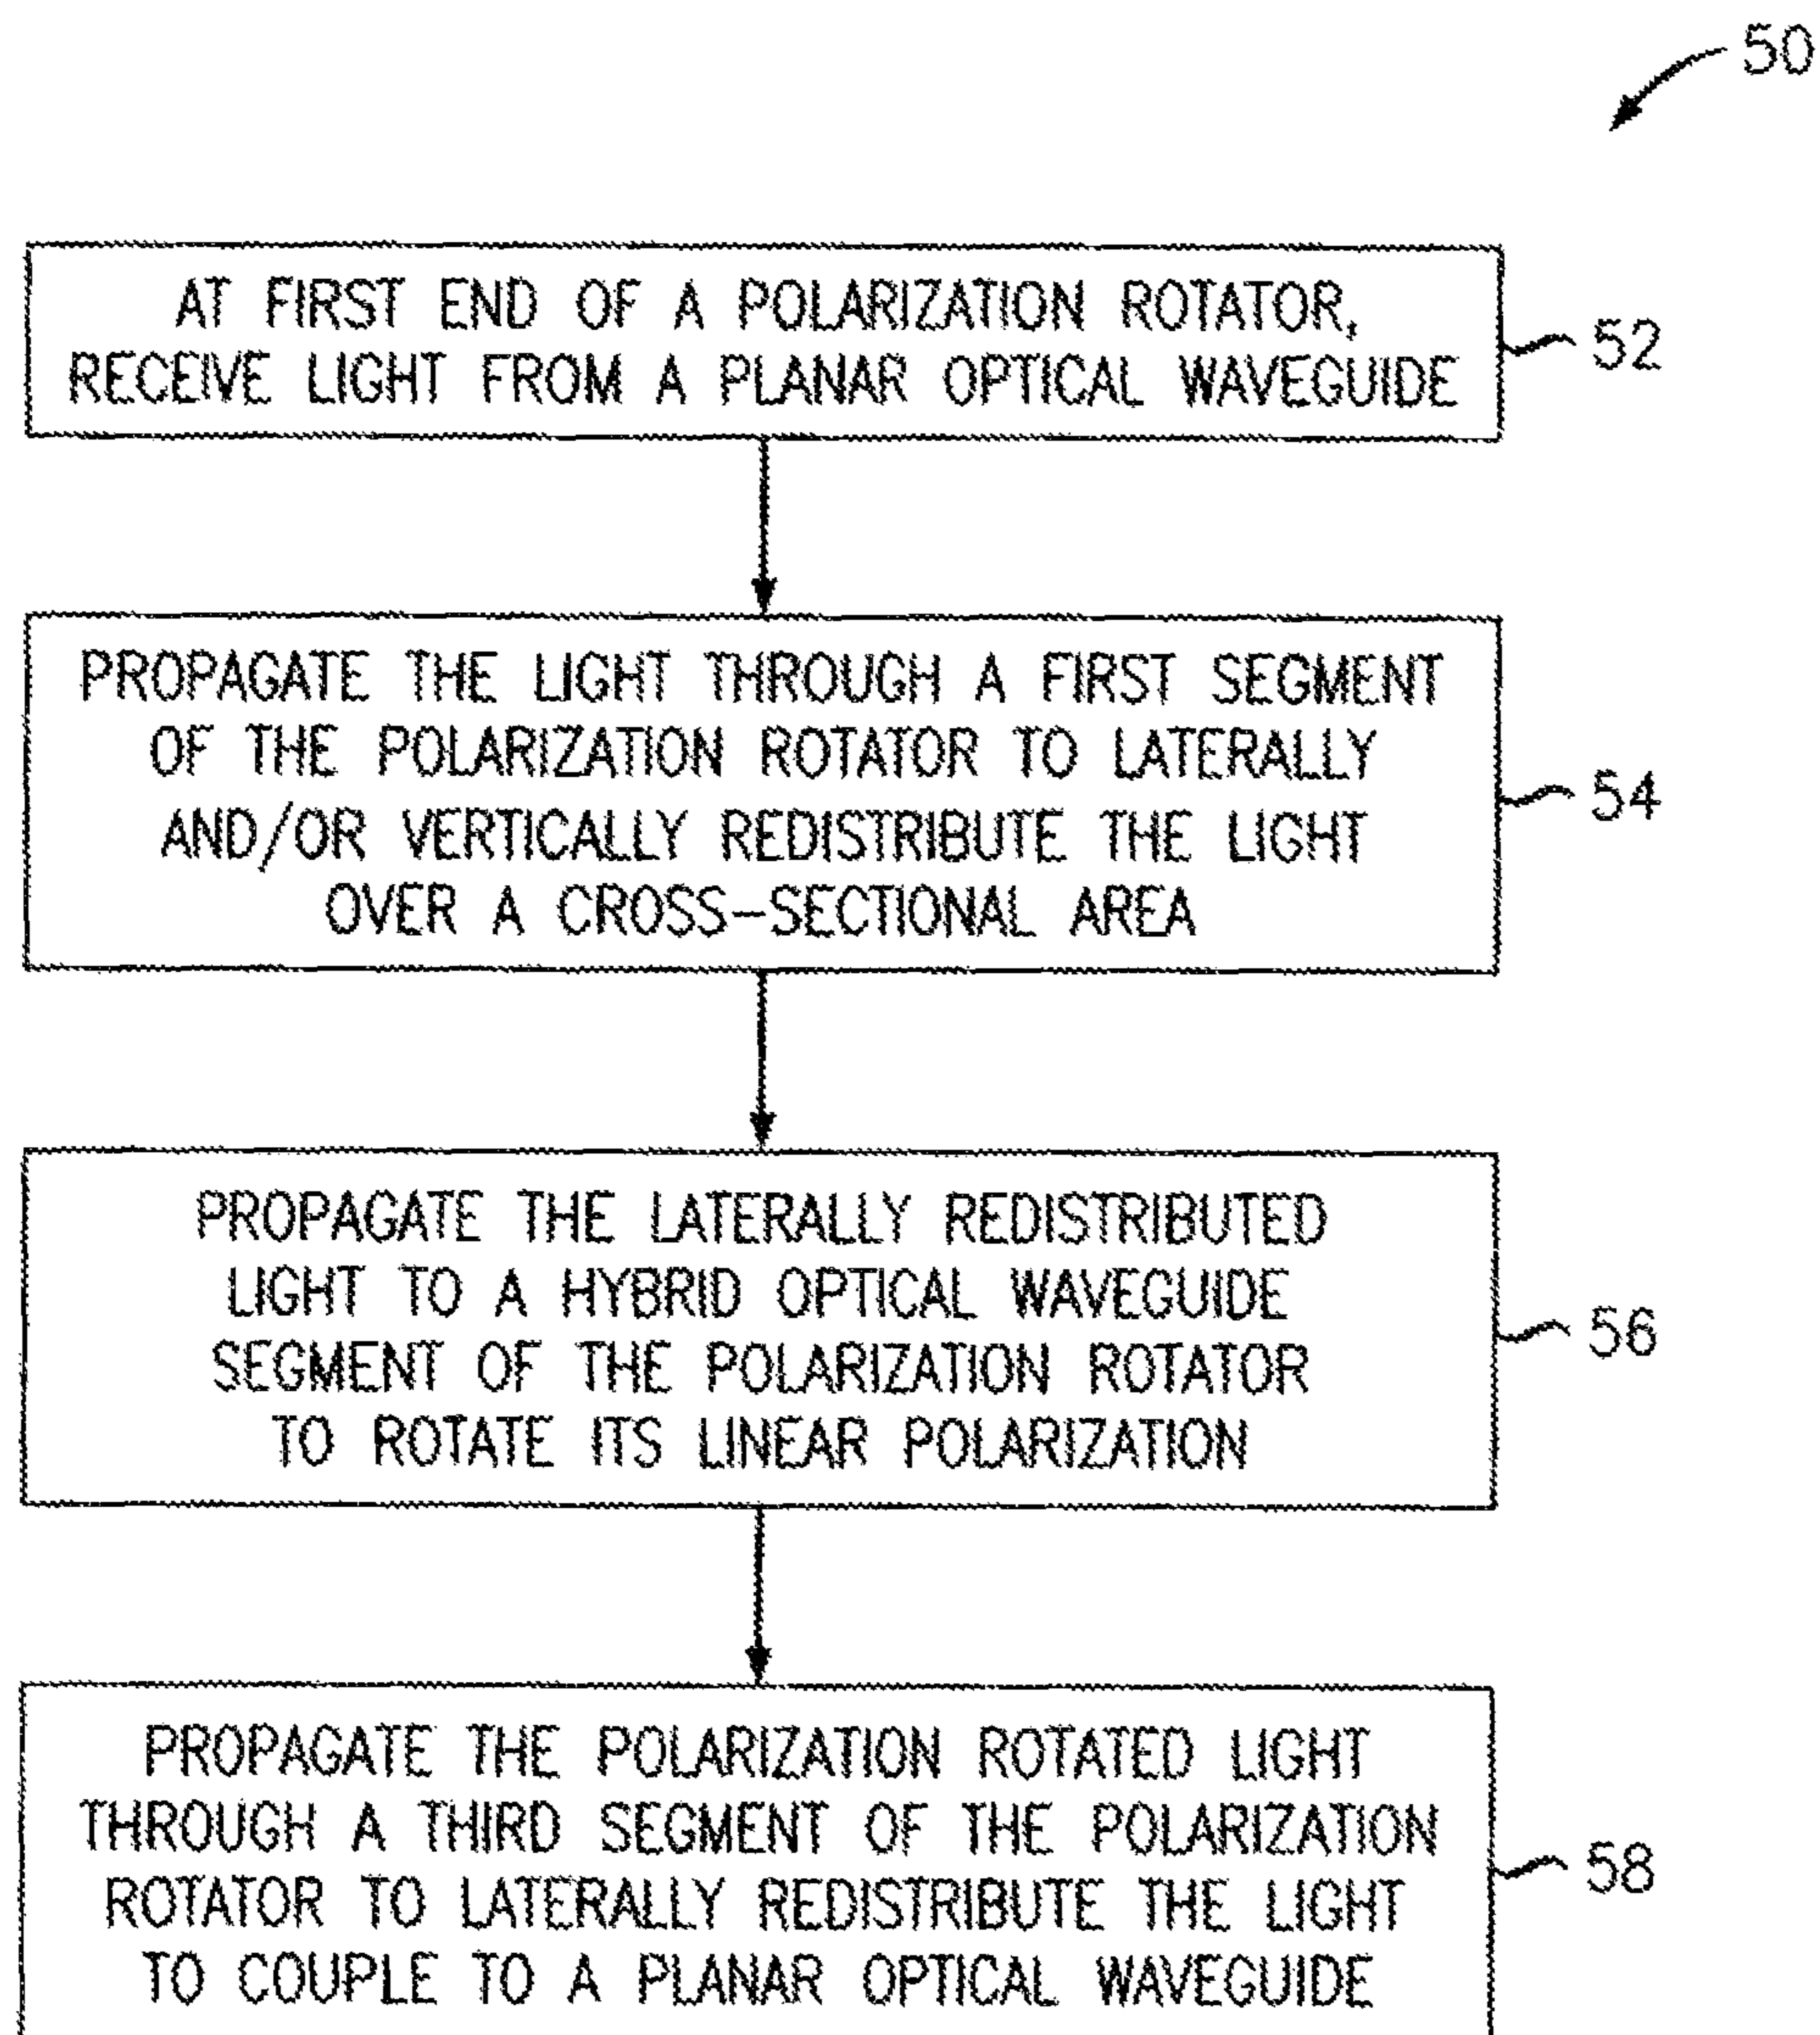 50
AT FIRST END OF A POLARIZATION ROTATOR,
RECEIVE LIGHT FROM A PLANAR OPTICAL WAVEGUIDE
52
PROPAGATE THE LIGHT THROUGH A FIRST SEGMENT
OF THE POLARIZATION ROTATOR TO LATERALLY
AND/OR VERTICALLY REDISTRIBUTE THE LIGHT
OVER A CROSS-SECTIONAL AREA
54
PROPAGATE THE LATERALLY REDISTRIBUTED
LIGHT TO A HYBRID OPTICAL WAVEGUIDE
SEGMENT OF THE POLARIZATION ROTATOR
TO ROTATE ITS LINEAR POLARIZATION
56
PROPAGATE THE POLARIZATION ROTATED LIGHT
THROUGH A THIRD SEGMENT OF THE POLARIZATION
ROTATOR TO LATERALLY REDISTRIBUTE THE LIGHT
TO COUPLE TO A PLANAR OPTICAL WAVEGUIDE
58